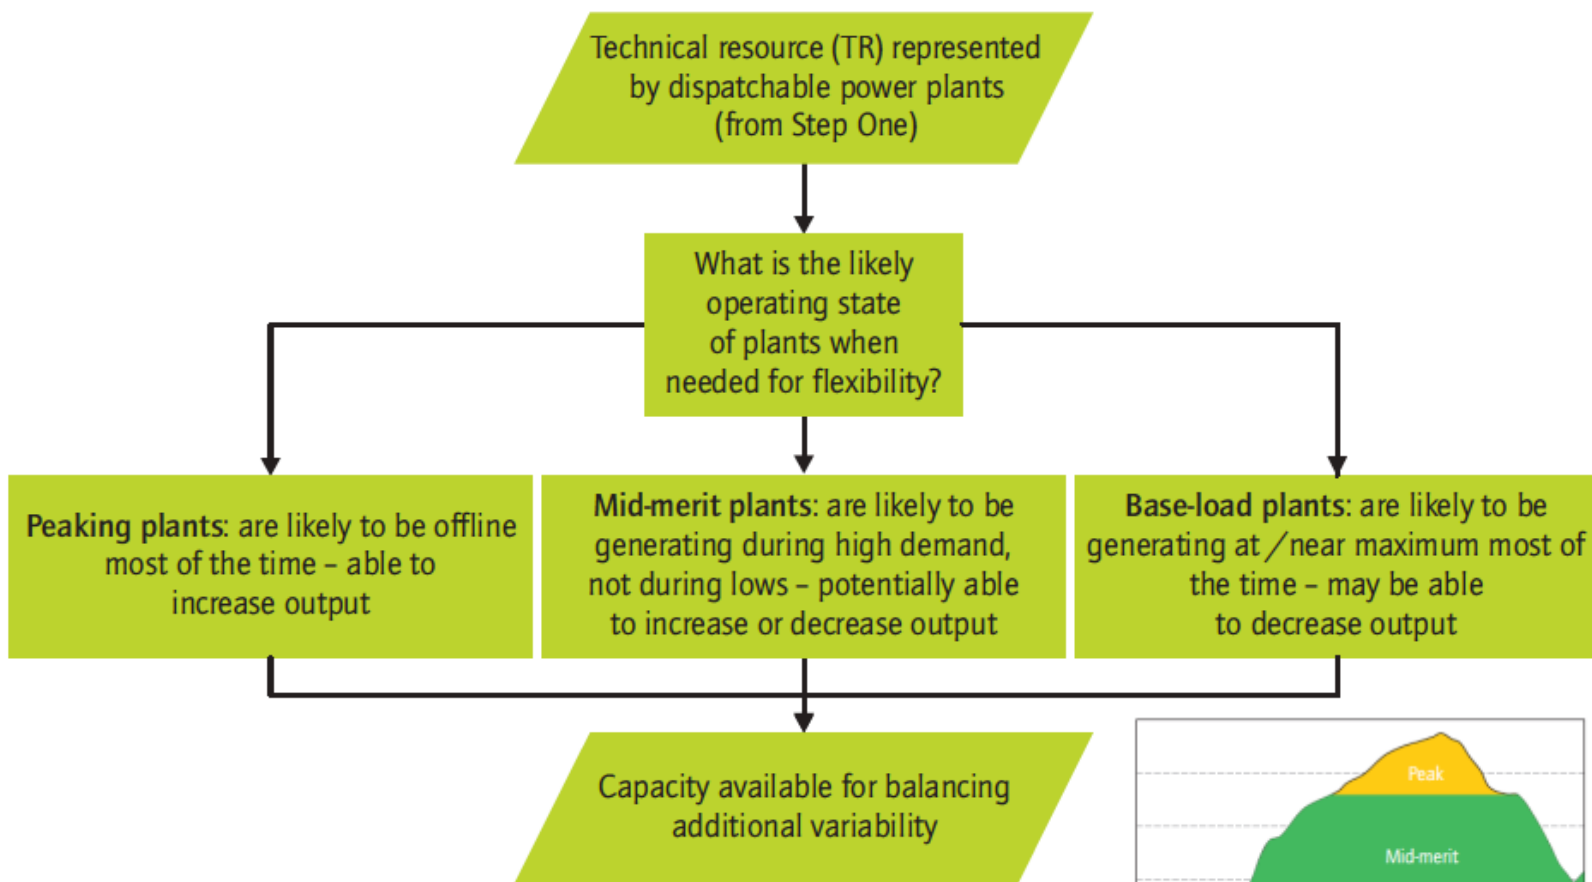 Technical resource (TR) represented
by dispatchable power plants
(from Step One)
What is the likely
operating state
of plants when
needed for flexibility?
Peaking plants: are likely to be offline
most of the time – able to
increase output
Mid-merit plants: are likely to be
generating during high demand,
not during lows – potentially able
to increase or decrease output
Base-load plants: are likely to be
generating at / near maximum most of
the time – may be able
to decrease output
Capacity available for balancing
additional variability
Peak
Mid-merit